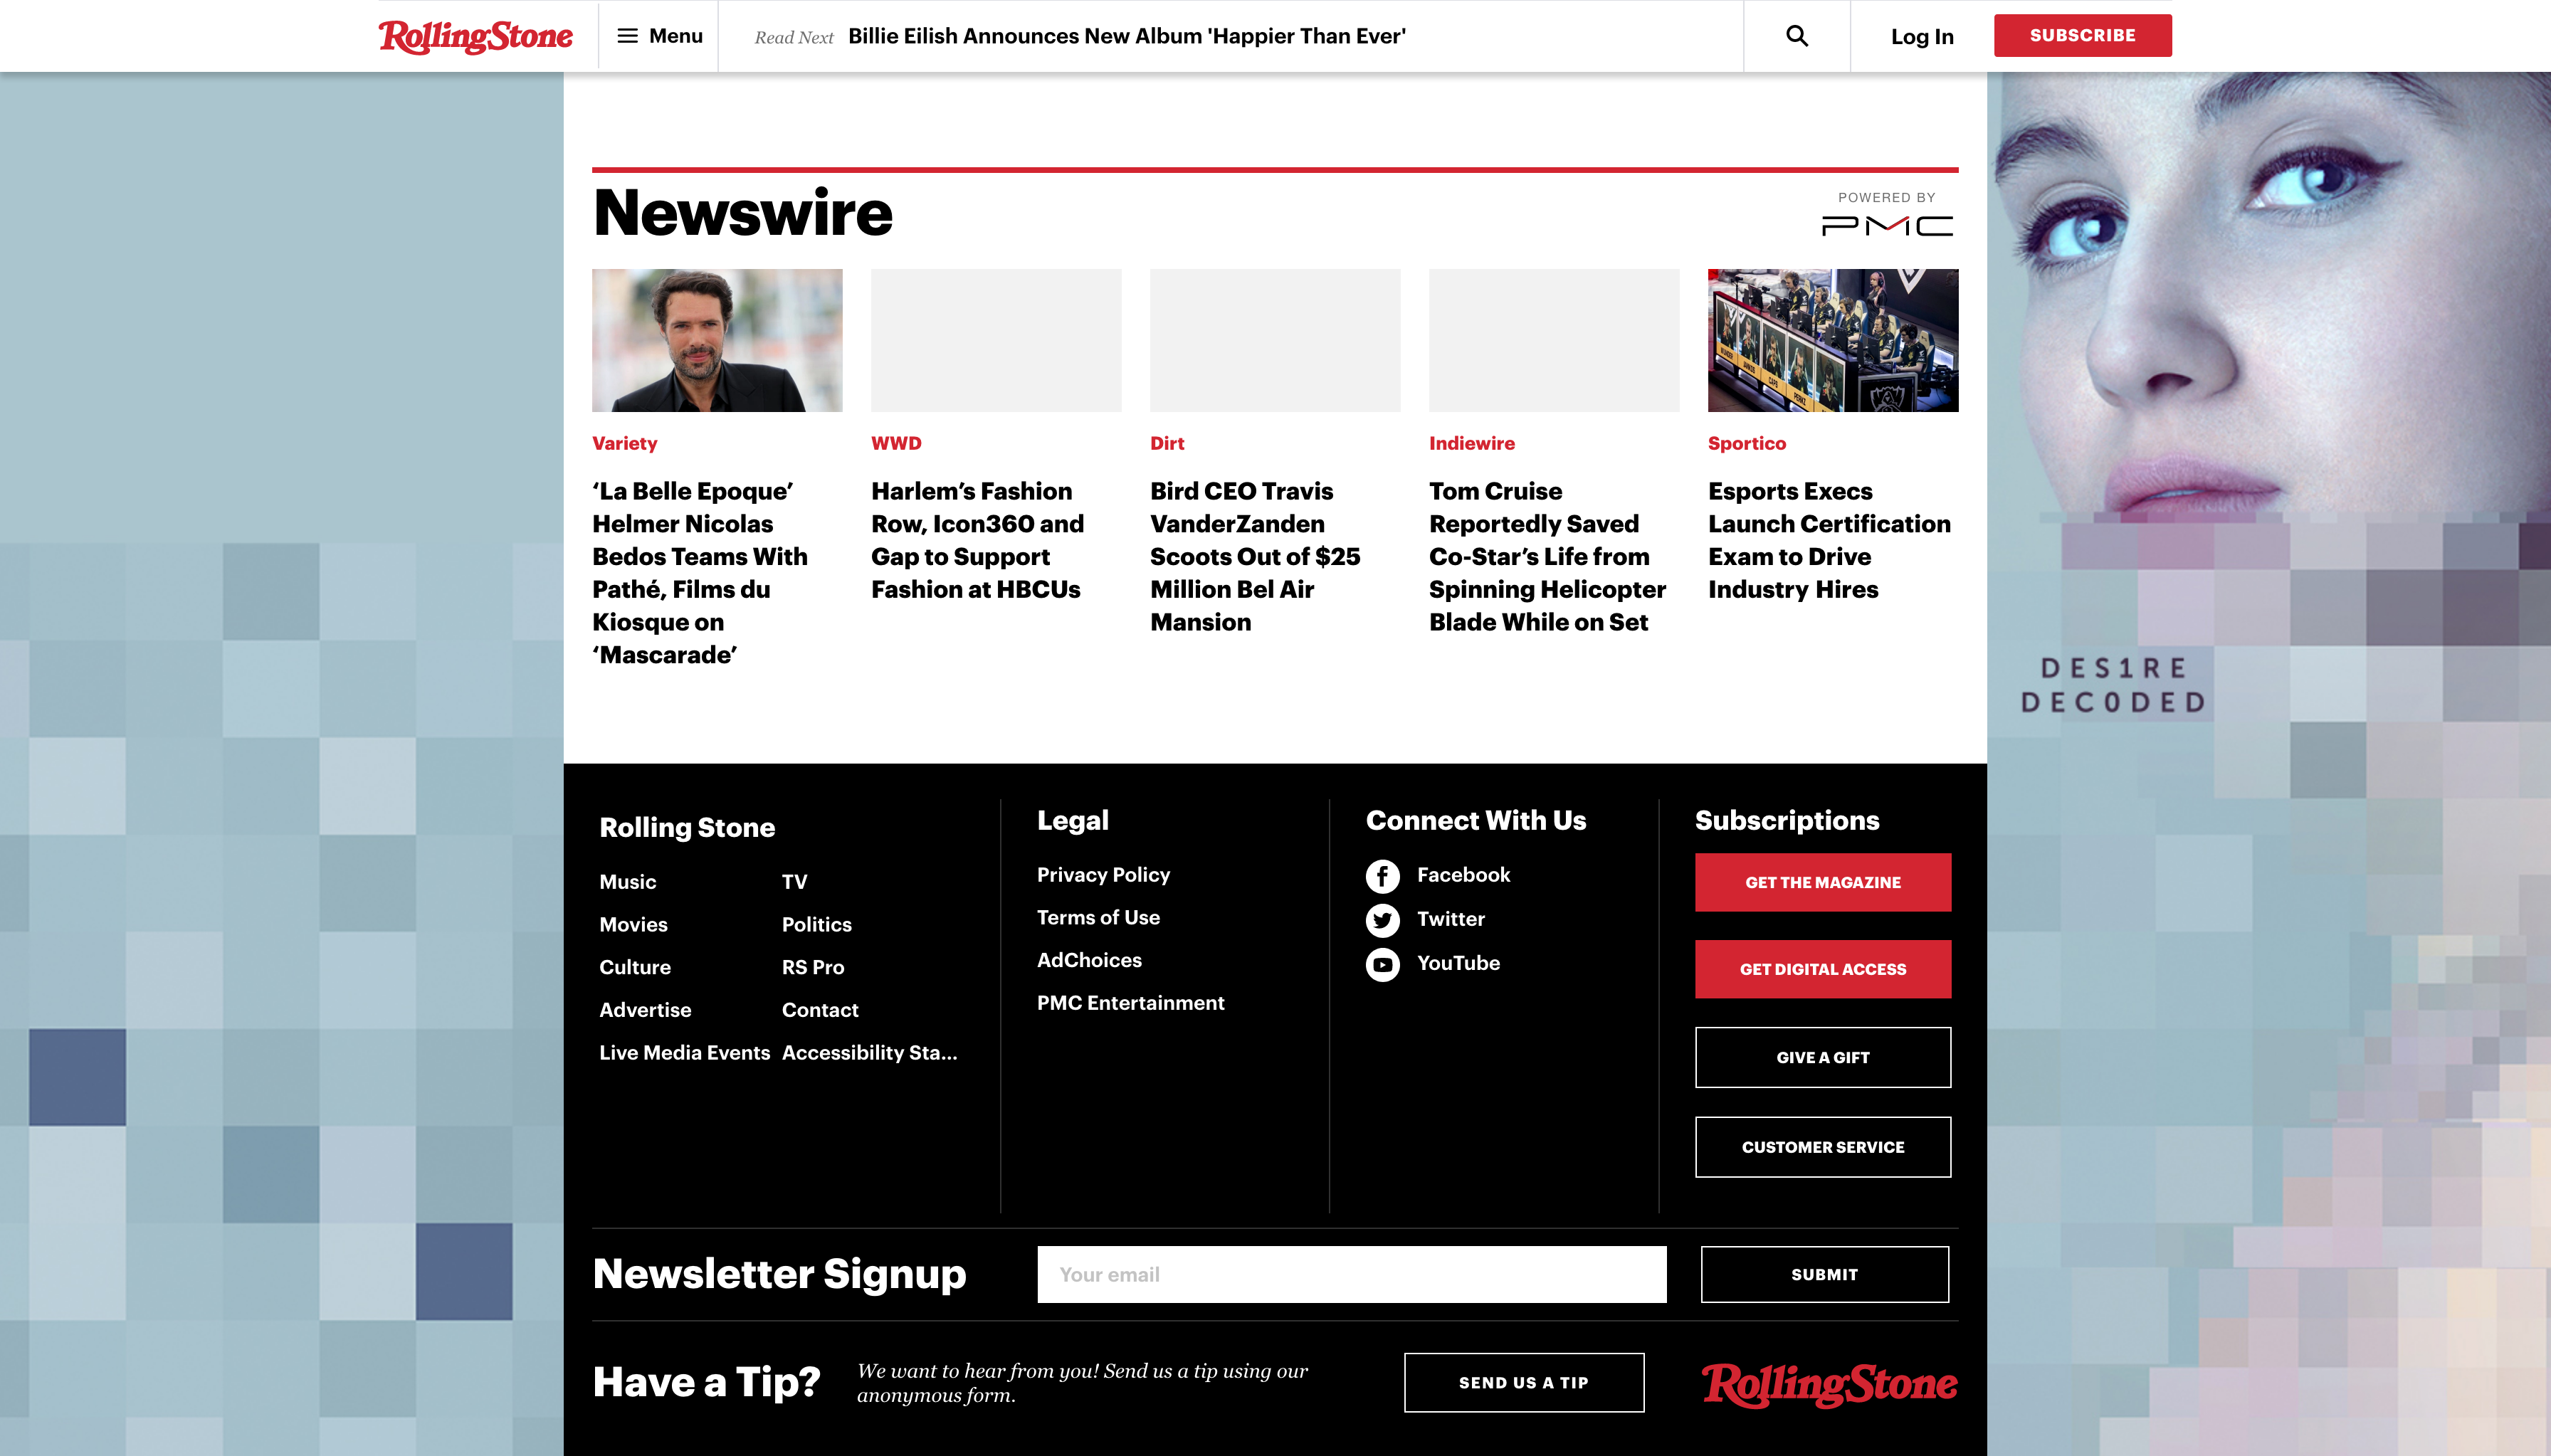 RollingStone
Menu
Read Next Billie Eilish Announces New Album 'Happier Than Ever'
Log In
SUBSCRIBE
Newswire
POWERED BY
PMC
Variety
‘La Belle Epoque’
Helmer Nicolas
Bedos Teams With
Pathé, Films du
Kiosque on
‘Mascarade’
WWD
Harlem’s Fashion
Row, Icon360 and
Gap to Support
Fashion at HBCUs
Dirt
Bird CEO Travis
VanderZanden
Scoots Out of $25
Million Bel Air
Mansion
Indiewire
Tom Cruise
Reportedly Saved
Co-Star’s Life from
Spinning Helicopter
Blade While on Set
Sportico
Esports Execs
Launch Certification
Exam to Drive
Industry Hires
DES1RE
DEC0DED
Rolling Stone
Music
TV
Movies
Politics
Culture
RS Pro
Advertise
Contact
Live Media Events
Accessibility Sta...
Legal
Privacy Policy
Terms of Use
AdChoices
PMC Entertainment
Connect With Us
Facebook
Twitter
YouTube
Subscriptions
GET THE MAGAZINE
GET DIGITAL ACCESS
GIVE A GIFT
CUSTOMER SERVICE
Newsletter Signup
Your email
SUBMIT
Have a Tip?
We want to hear from you! Send us a tip using our
anonymous form.
SEND US A TIP
RollingStone